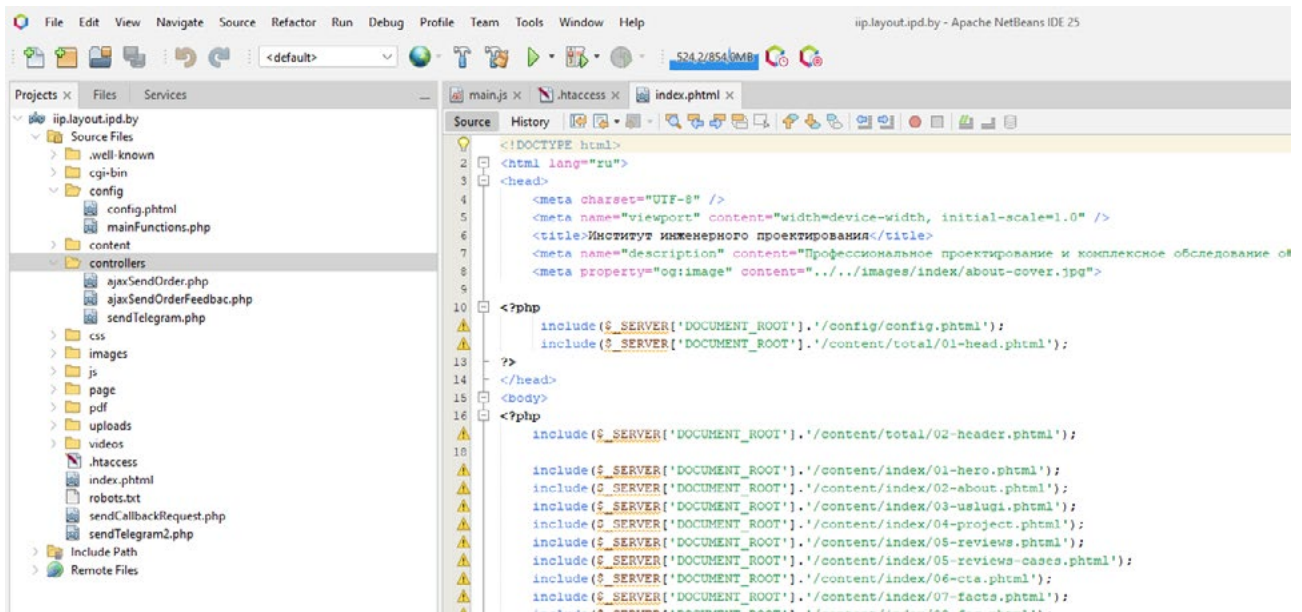 File Edit View Navigate Source Refactor Run Debug Profile Team Tools Window Help
iip.layout.ipd.by - Apache NetBeans IDE 25
<default>
524,2/854,0MB
Projects × Files Services
iip.layout.ipd.by
Source Files
.well-known
cgi-bin
config
config.phtml
mainFunctions.php
content
controllers
ajaxSendOrder.php
ajaxSendOrderFeedbac.php
sendTelegram.php
css
images
js
page
pdf
uploads
videos
.htaccess
index.phtml
robots.txt
sendCallbackRequest.php
sendTelegram2.php
Include Path
Remote Files
main.js × .htaccess × index.phtml ×
Source History
<!DOCTYPE html>
2 <html lang="ru">
3 <head>
4 <meta charset="UTF-8" />
5 <meta name="viewport" content="width=device-width, initial-scale=1.0" />
6 <title>Институт инженерного проектирования</title>
7 <meta name="description" content="Профессиональное проектирование и комплексное обследование
8 <meta property="og:image" content="../../images/index/about-cover.jpg">
9
10 <?php
include($_SERVER['DOCUMENT_ROOT'].'/config/config.phtml');
include($_SERVER['DOCUMENT_ROOT'].'/content/total/01-head.phtml');
13 ?>
14 </head>
15 <body>
16 <?php
include($_SERVER['DOCUMENT_ROOT'].'/content/total/02-header.phtml');
18
include($_SERVER['DOCUMENT_ROOT'].'/content/index/01-hero.phtml');
include($_SERVER['DOCUMENT_ROOT'].'/content/index/02-about.phtml');
include($_SERVER['DOCUMENT_ROOT'].'/content/index/03-uslugi.phtml');
include($_SERVER['DOCUMENT_ROOT'].'/content/index/04-project.phtml');
include($_SERVER['DOCUMENT_ROOT'].'/content/index/05-reviews.phtml');
include($_SERVER['DOCUMENT_ROOT'].'/content/index/05-reviews-cases.phtml');
include($_SERVER['DOCUMENT_ROOT'].'/content/index/06-cta.phtml');
include($_SERVER['DOCUMENT_ROOT'].'/content/index/07-facts.phtml');